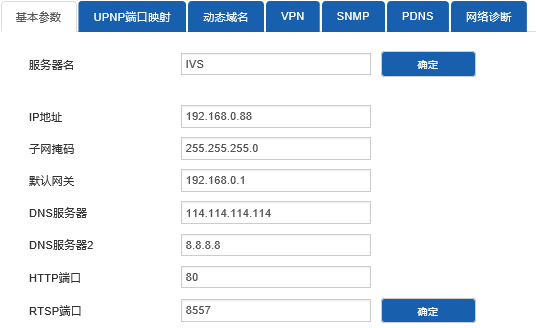 基本参数 UPNP端口映射 动态域名 VPN SNMP PDNS 网络诊断
服务器名 IVS 确定
IP地址 192.168.0.88
子网掩码 255.255.255.0
默认网关 192.168.0.1
DNS服务器 114.114.114.114
DNS服务器2 8.8.8.8
HTTP端口 80
RTSP端口 8557 确定